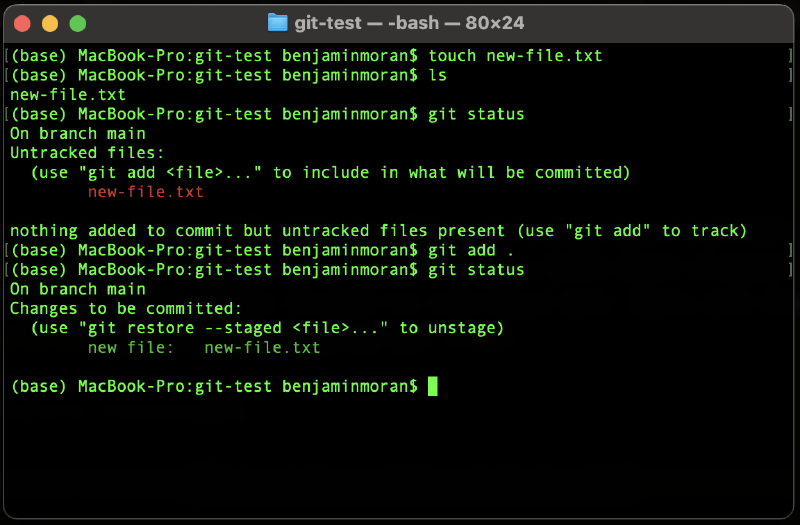 git-test — -bash — 80×24
[(base) MacBook-Pro:git-test benjaminmoran$ touch new-file.txt ]
[(base) MacBook-Pro:git-test benjaminmoran$ ls ]
new-file.txt
[(base) MacBook-Pro:git-test benjaminmoran$ git status ]
On branch main
Untracked files:
  (use "git add <file>..." to include in what will be committed)
        new-file.txt

nothing added to commit but untracked files present (use "git add" to track)
[(base) MacBook-Pro:git-test benjaminmoran$ git add . ]
[(base) MacBook-Pro:git-test benjaminmoran$ git status ]
On branch main
Changes to be committed:
  (use "git restore --staged <file>..." to unstage)
        new file:   new-file.txt

(base) MacBook-Pro:git-test benjaminmoran$